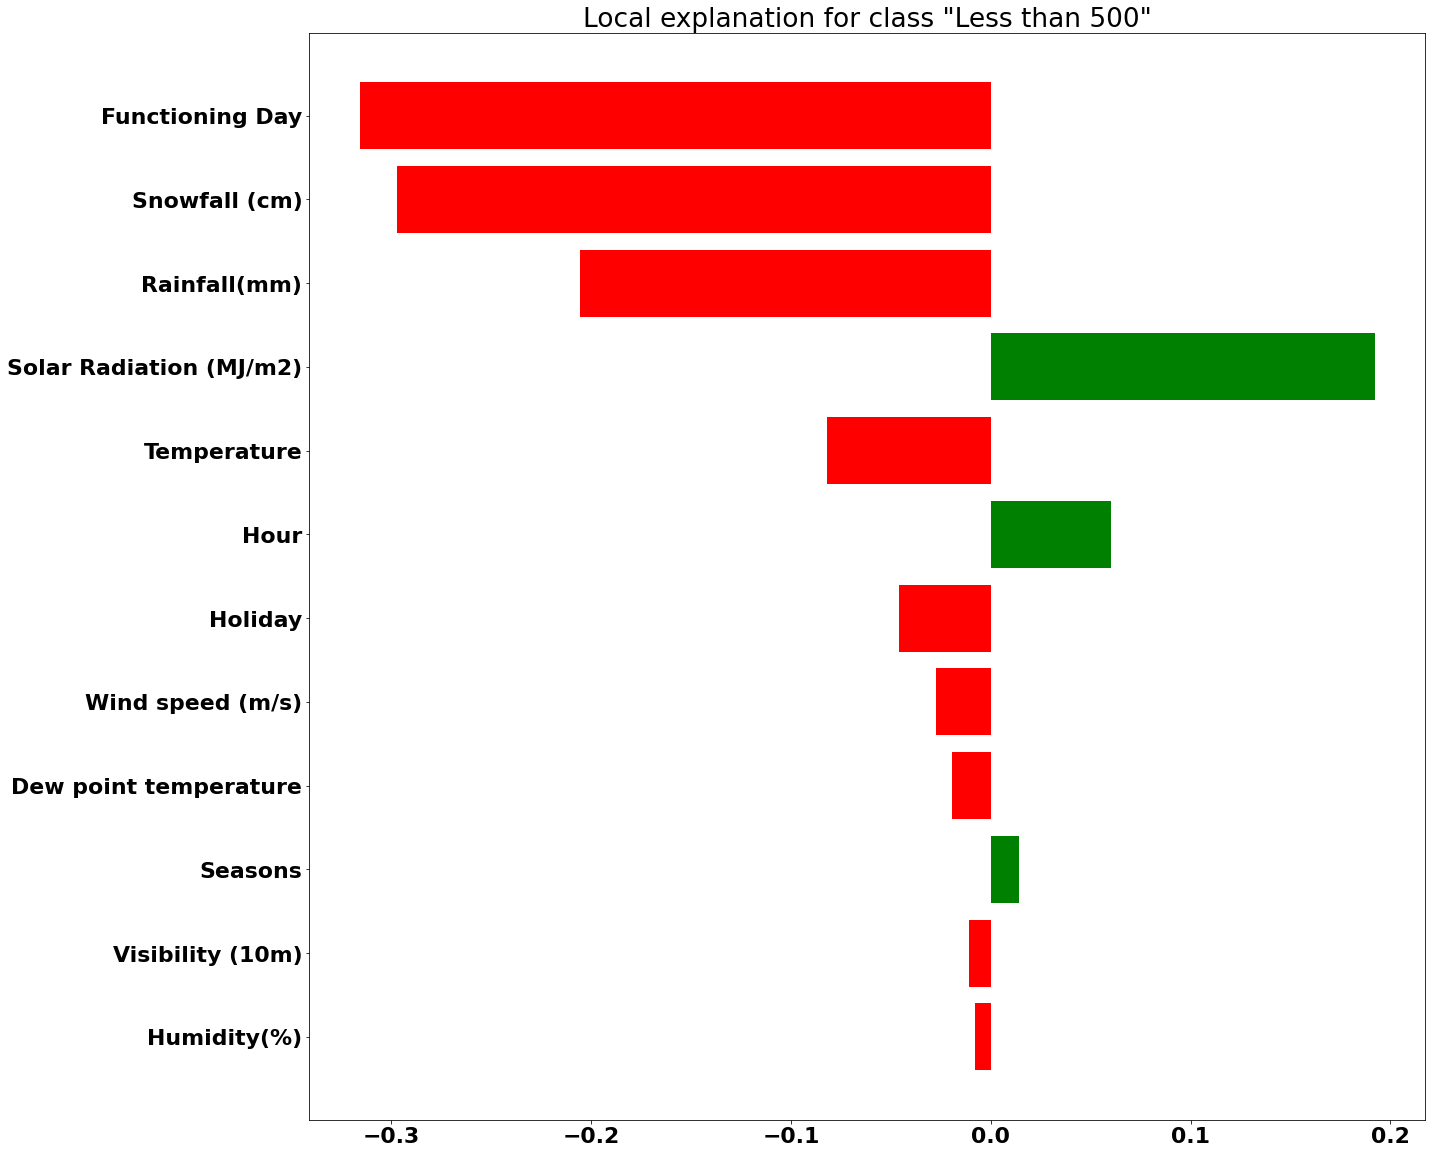 Local explanation for class "Less than 500"
Functioning Day
Snowfall (cm)
Rainfall(mm)
Solar Radiation (MJ/m2)
Temperature
Hour
Holiday
Wind speed (m/s)
Dew point temperature
Seasons
Visibility (10m)
Humidity(%)
−0.3 −0.2 −0.1 0.0 0.1 0.2